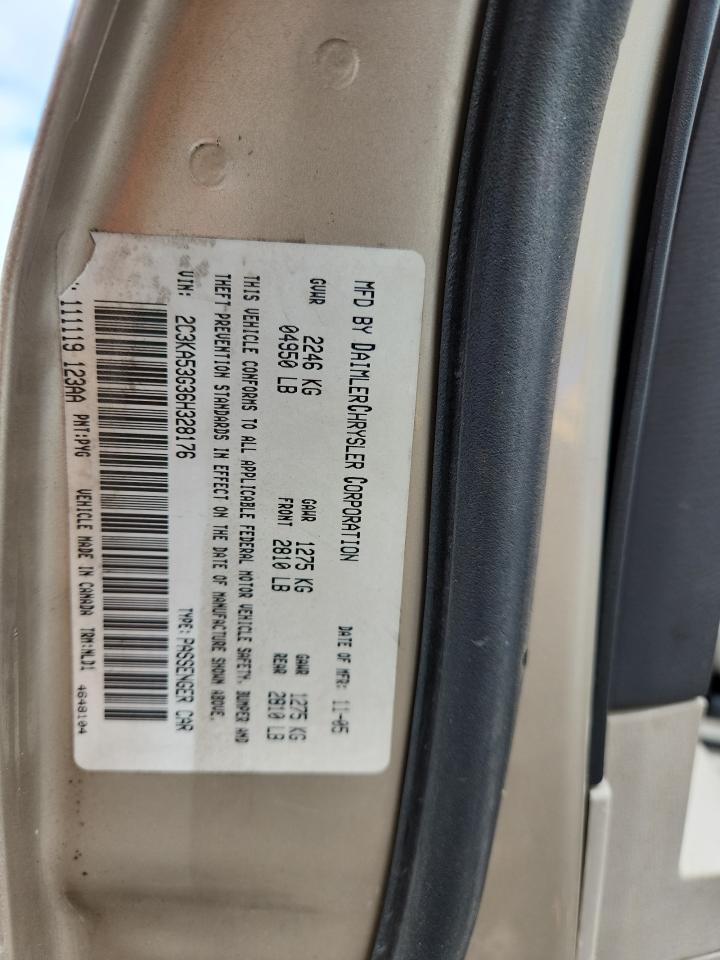 MFD BY DAIMLERCHRYSLER CORPORATION DATE OF MFR: 11-05
GVWR 2246 KG GAWR 1275 KG GAWR 1275 KG
04950 LB FRONT 2810 LB REAR 2810 LB
THIS VEHICLE CONFORMS TO ALL APPLICABLE FEDERAL MOTOR VEHICLE SAFETY, BUMPER AND
THEFT PREVENTION STANDARDS IN EFFECT ON THE DATE OF MANUFACTURE SHOWN ABOVE.
VIN: 2C3KA53G36H328176 TYPE: PASSENGER CAR
: 111119 123AA PNT:PYG VEHICLE MADE IN CANADA TRM:MLD1
4648104